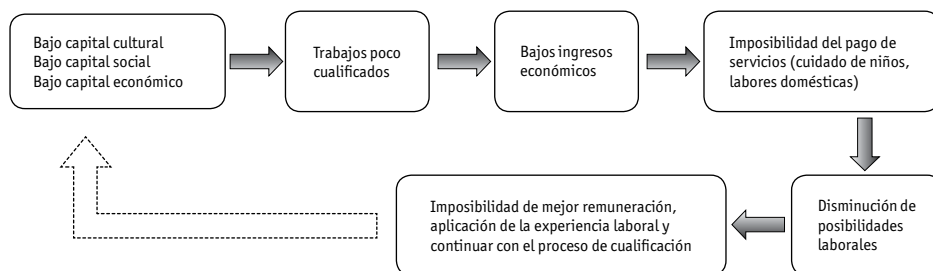 Bajo capital cultural
Bajo capital social
Bajo capital económico
Trabajos poco
cualificados
Bajos ingresos
económicos
Imposibilidad del pago de
servicios (cuidado de niños,
labores domésticas)
Disminución de
posibilidades
laborales
Imposibilidad de mejor remuneración,
aplicación de la experiencia laboral y
continuar con el proceso de cualificación